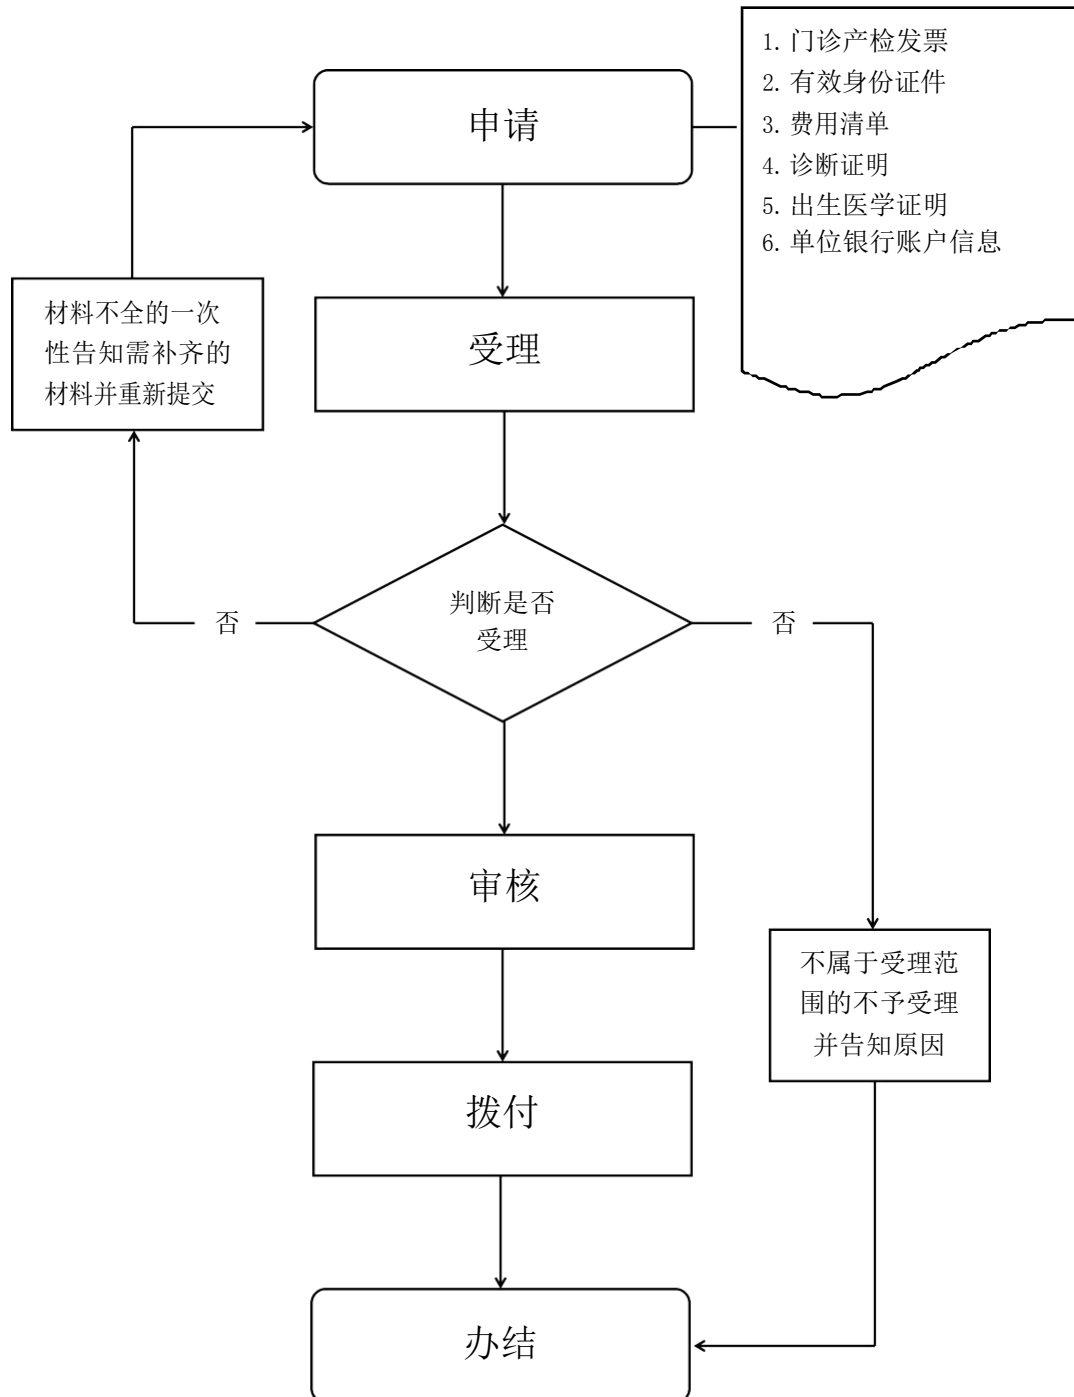 申请
1. 门诊产检发票
2. 有效身份证件
3. 费用清单
4. 诊断证明
5. 出生医学证明
6. 单位银行账户信息
材料不全的一次
性告知需补齐的
材料并重新提交
受理
判断是否
受理
否
否
审核
不属于受理范
围的不予受理
并告知原因
拨付
办结